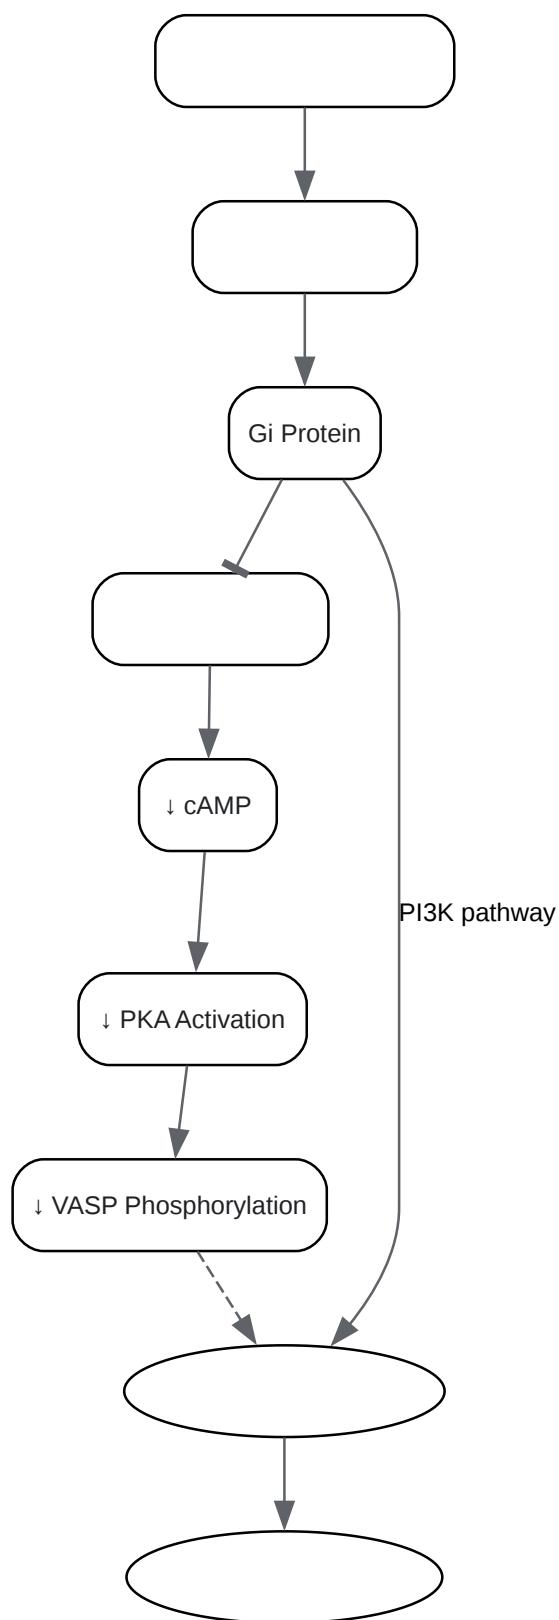 Gi Protein
↓ cAMP
PI3K pathway
↓ PKA Activation
↓ VASP Phosphorylation